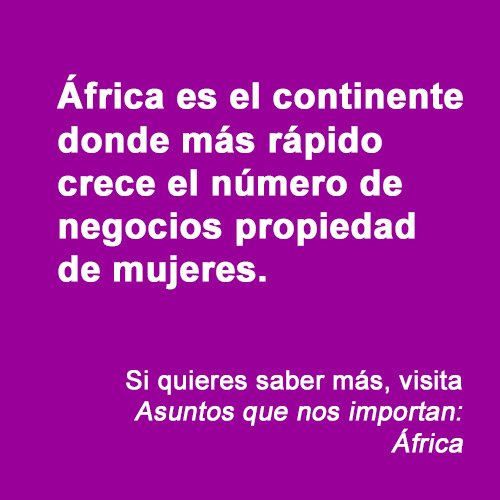 África es el continente
donde más rápido
crece el número de
negocios propiedad
de mujeres.
Si quieres saber más, visita
Asuntos que nos importan:
África